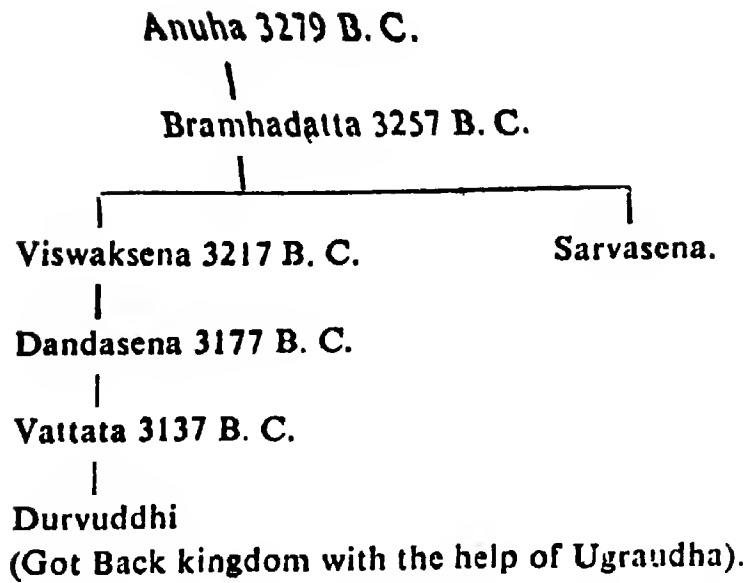 Anuha 3279 B. C.
Bramhadatta 3257 B. C.
Viswaksena 3217 B. C. Sarvasena.
Dandasena 3177 B. C.
Vattata 3137 B. C.
Durvuddhi
(Got Back kingdom with the help of Ugraudha).